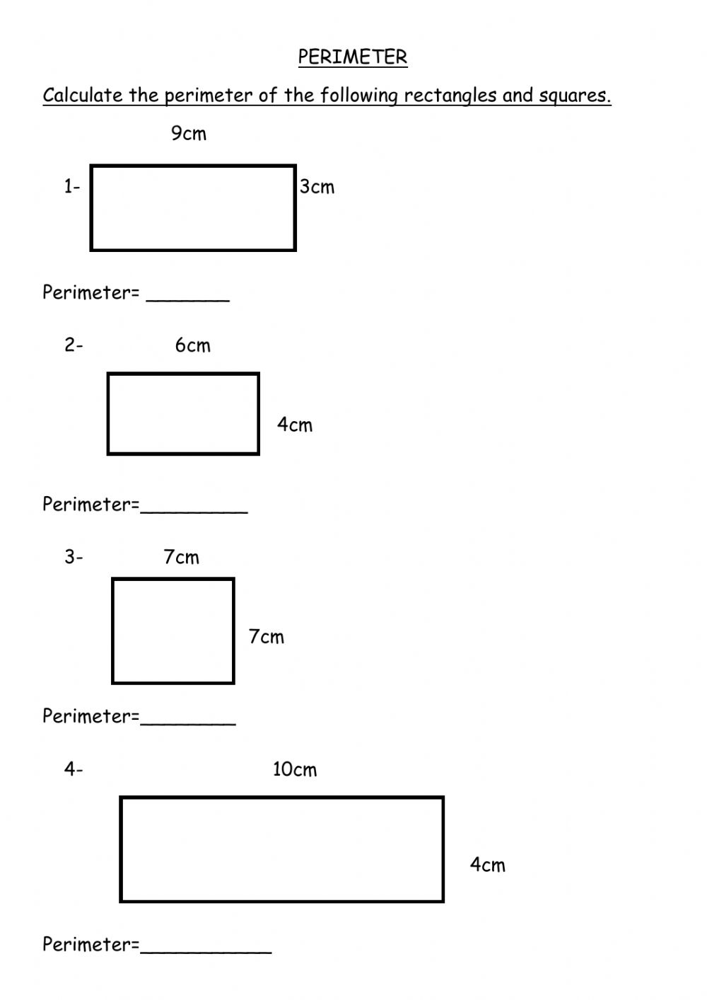 PERIMETER
Calculate the perimeter of the following rectangles and squares.
9cm
1- 3cm
Perimeter= _______
2- 6cm
4cm
Perimeter=_________
3- 7cm
7cm
Perimeter=________
4- 10cm
4cm
Perimeter=___________